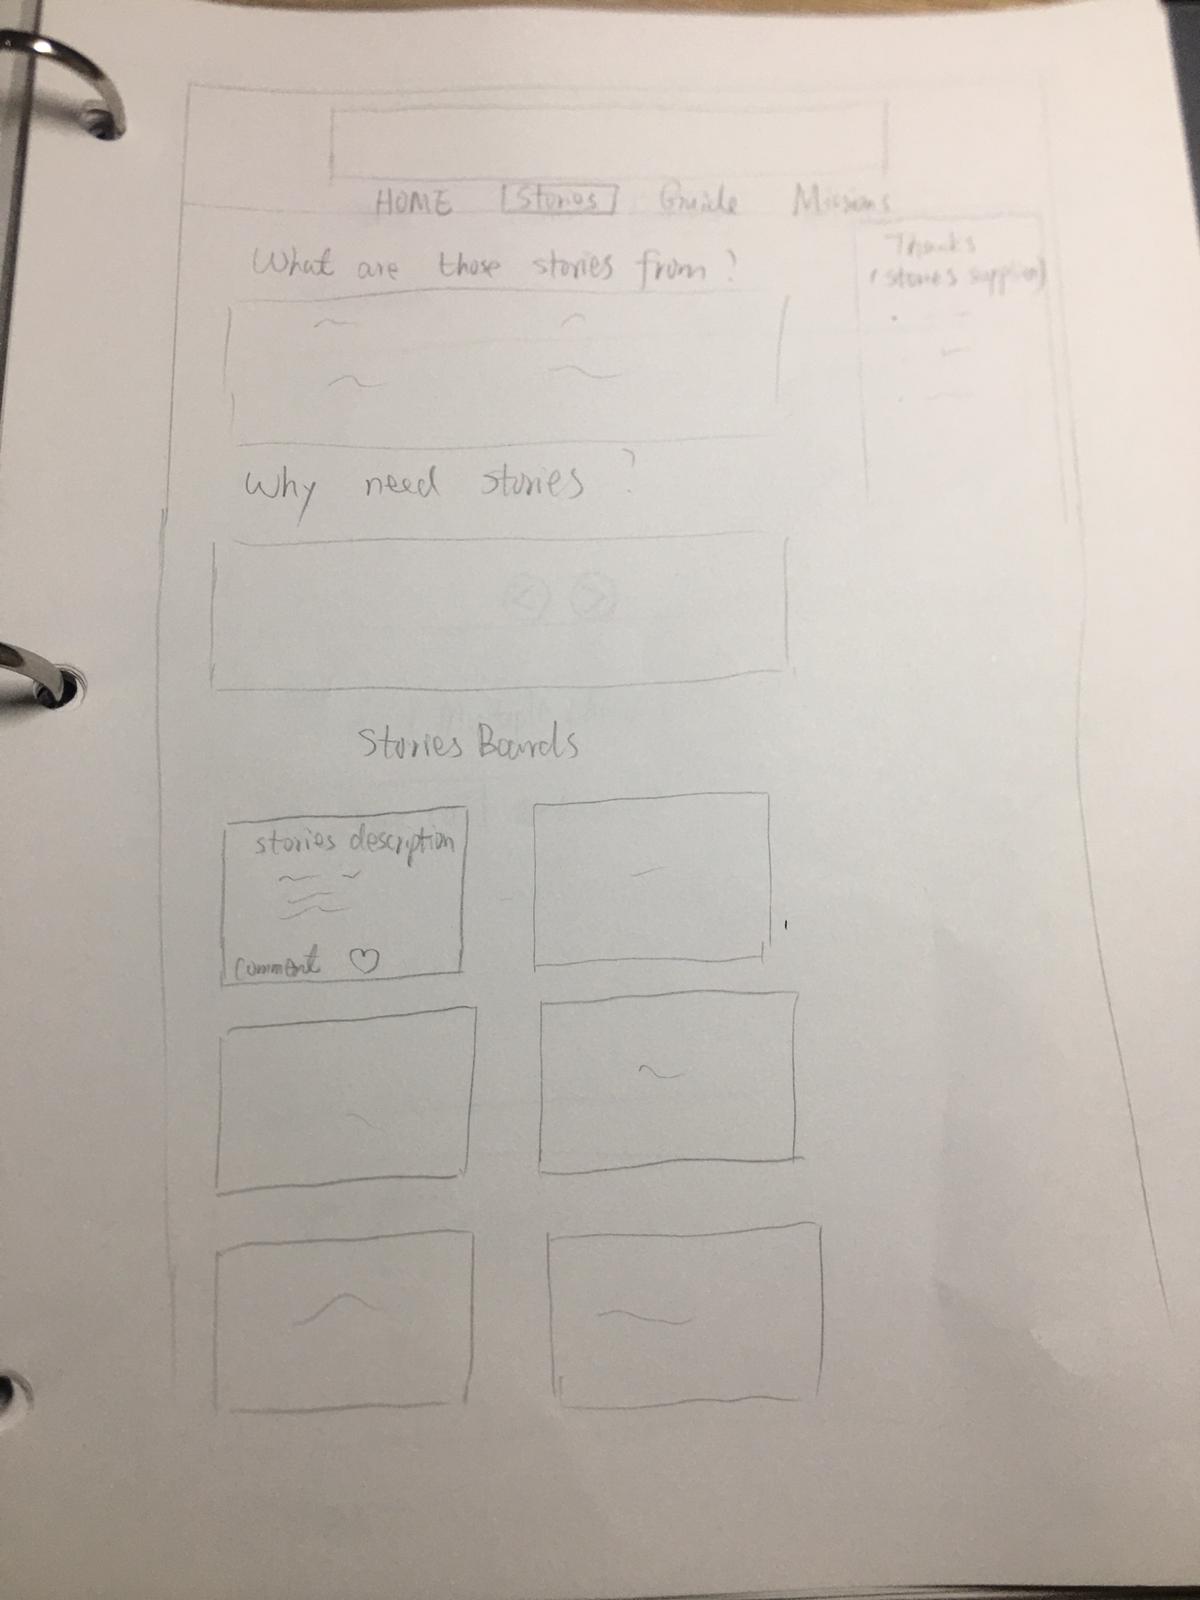 HOME Stories Guide Missions
What are those stories from?
Thanks
(stories supplier)
Why need stories?
Stories Boards
stories description
comment